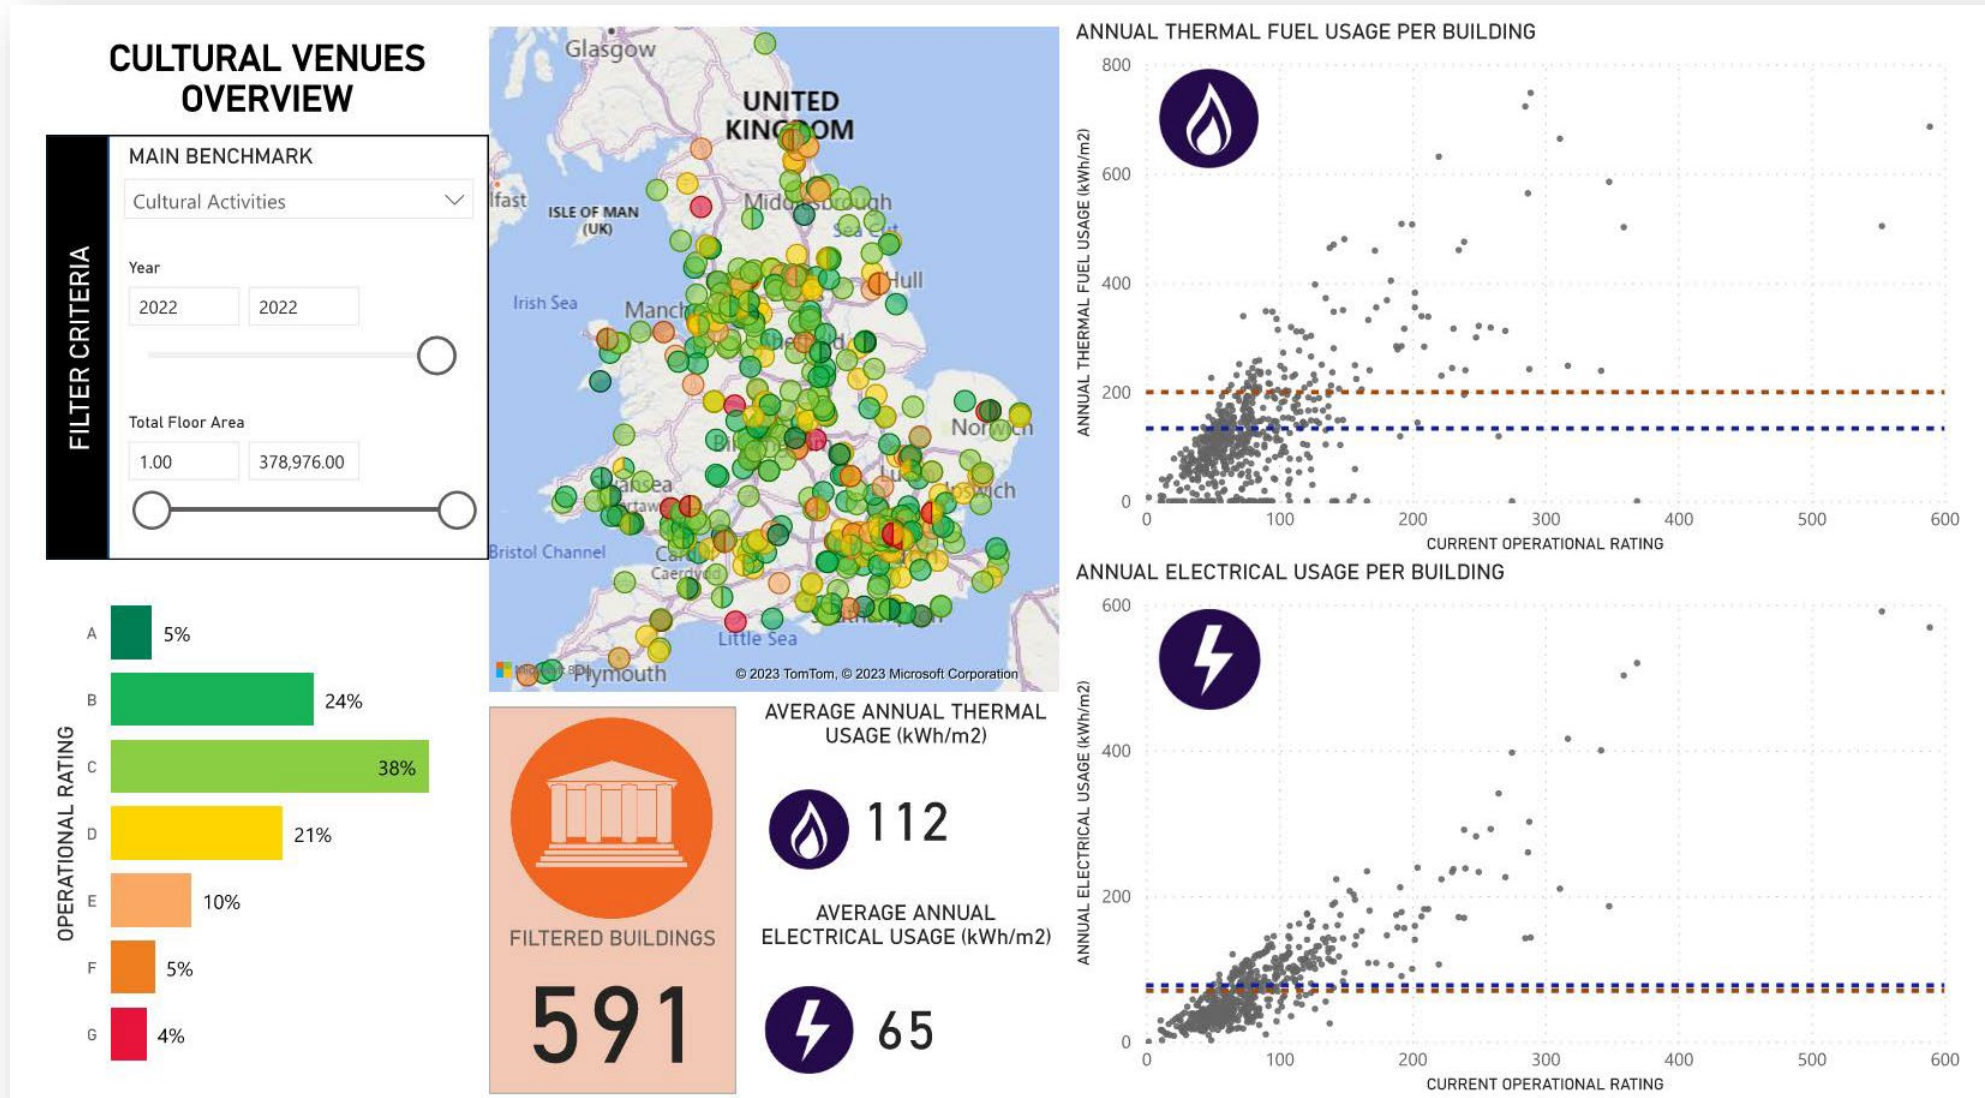 CULTURAL VENUES
OVERVIEW
FILTER CRITERIA
MAIN BENCHMARK
Cultural Activities
Year
2022
2022
Total Floor Area
1.00
378,976.00
OPERATIONAL RATING
A
5%
B
24%
C
38%
D
21%
E
10%
F
5%
G
4%
Glasgow
UNITED
KINGDOM
lfast
ISLE OF MAN
(UK)
Sea Cut
Irish Sea
Hull
Manch
Norwich
Bristol Channel
Caerdydd
Little Sea
Plymouth
© 2023 TomTom, © 2023 Microsoft Corporation
FILTERED BUILDINGS
591
AVERAGE ANNUAL THERMAL
USAGE (kWh/m2)
112
AVERAGE ANNUAL
ELECTRICAL USAGE (kWh/m2)
65
ANNUAL THERMAL FUEL USAGE PER BUILDING
ANNUAL THERMAL FUEL USAGE (kWh/m2)
800
600
400
200
0
0 100 200 300 400 500 600
CURRENT OPERATIONAL RATING
ANNUAL ELECTRICAL USAGE PER BUILDING
ANNUAL ELECTRICAL USAGE (kWh/m2)
600
400
200
0
0 100 200 300 400 500 600
CURRENT OPERATIONAL RATING